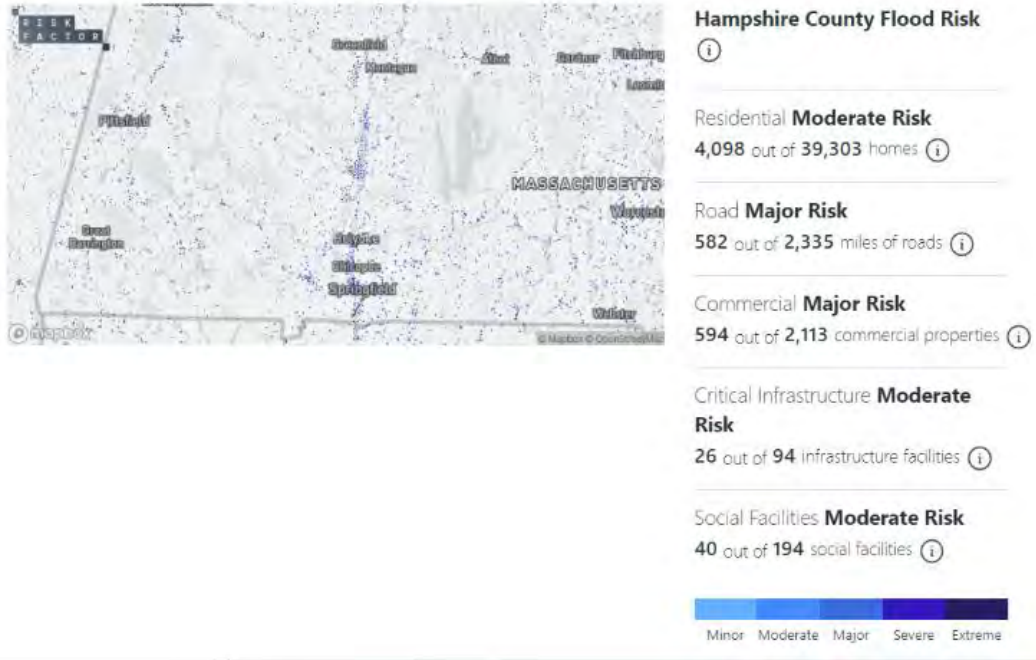 RISK
FACTOR
Greenfield
Montague
Athol
Gardner
Fitchburg
Pittsfield
MASSACHUSETTS
Great
Barrington
Holyoke
Chicopee
Springfield
Webster
mapbox
© Mapbox
Hampshire County Flood Risk
Residential Moderate Risk
4,098 out of 39,303 homes
Road Major Risk
582 out of 2,335 miles of roads
Commercial Major Risk
594 out of 2,113 commercial properties
Critical Infrastructure Moderate
Risk
26 out of 94 infrastructure facilities
Social Facilities Moderate Risk
40 out of 194 social facilities
Minor Moderate Major Severe Extreme